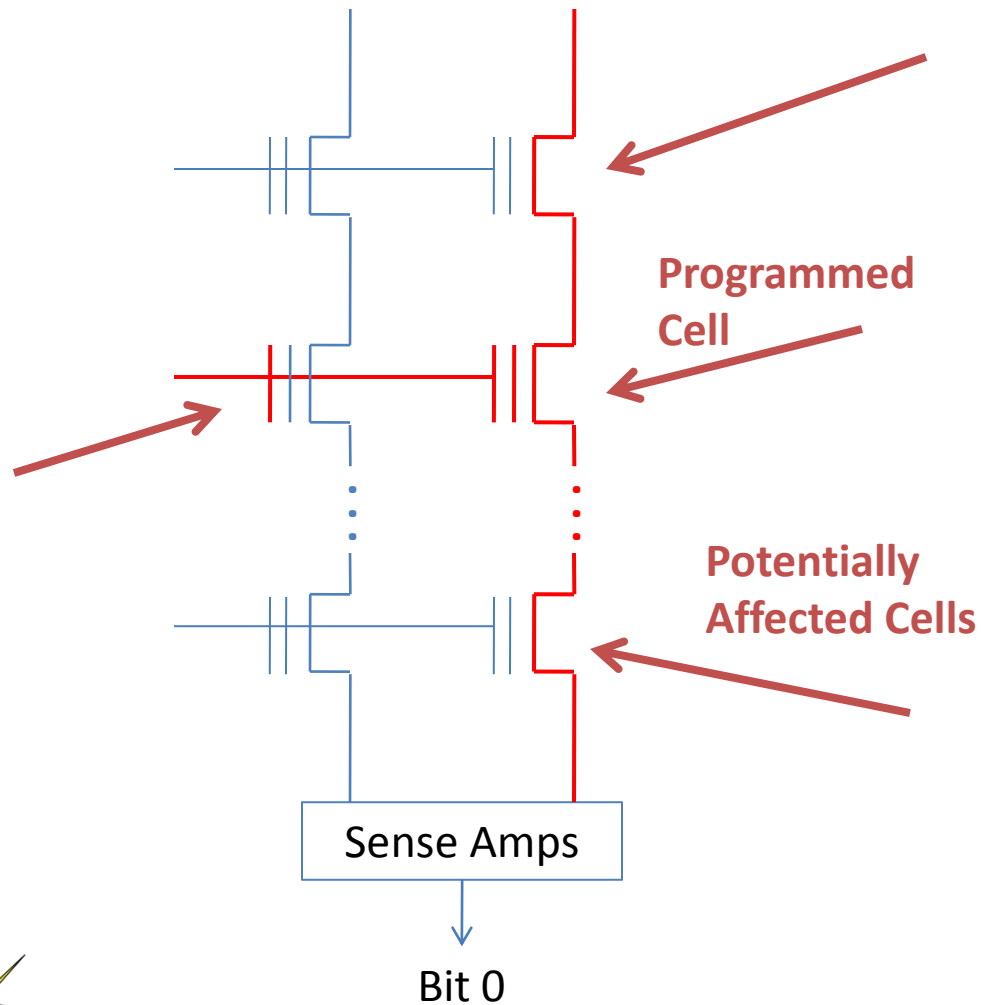 Programmed
Cell
Potentially
Affected Cells
Sense Amps
Bit 0